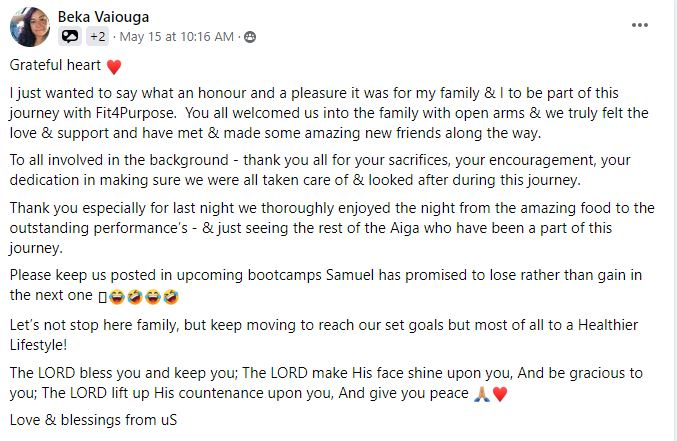 Beka Vaiouga
+2 · May 15 at 10:16 AM ·
Grateful heart ❤️
I just wanted to say what an honour and a pleasure it was for my family & I to be part of this
journey with Fit4Purpose.  You all welcomed us into the family with open arms & we truly felt the
love & support and have met & made some amazing new friends along the way.
To all involved in the background - thank you all for your sacrifices, your encouragement, your
dedication in making sure we were all taken care of & looked after during this journey.
Thank you especially for last night we thoroughly enjoyed the night from the amazing food to the
outstanding performance's - & just seeing the rest of the Aiga who have been a part of this
journey.
Please keep us posted in upcoming bootcamps Samuel has promised to lose rather than gain in
the next one ▯😂🤣😂🤣
Let's not stop here family, but keep moving to reach our set goals but most of all to a Healthier
Lifestyle!
The LORD bless you and keep you; The LORD make His face shine upon you, And be gracious to
you; The LORD lift up His countenance upon you, And give you peace 🙏🏽❤️
Love & blessings from uS